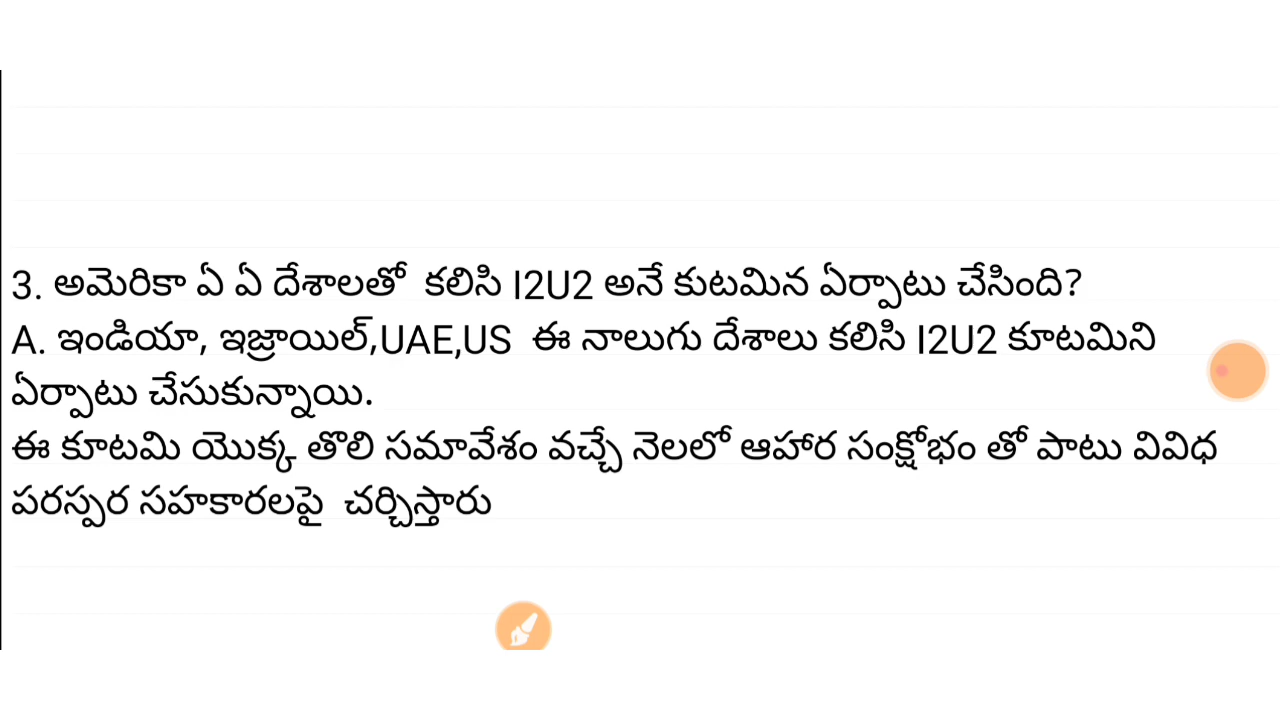 3. అమెరికా ఏ ఏ దేశాలతో కలిసి I2U2 అనే కుటమిన ఏర్పాటు చేసింది?
A. ఇండియా, ఇజ్రాయిల్,UAE,US ఈ నాలుగు దేశాలు కలిసి I2U2 కూటమిని
ఏర్పాటు చేసుకున్నాయి.
ఈ కూటమి యొక్క తొలి సమావేశం వచ్చే నెలలో ఆహార సంక్షోభం తో పాటు వివిధ
పరస్పర సహకారలపై చర్చిస్తారు